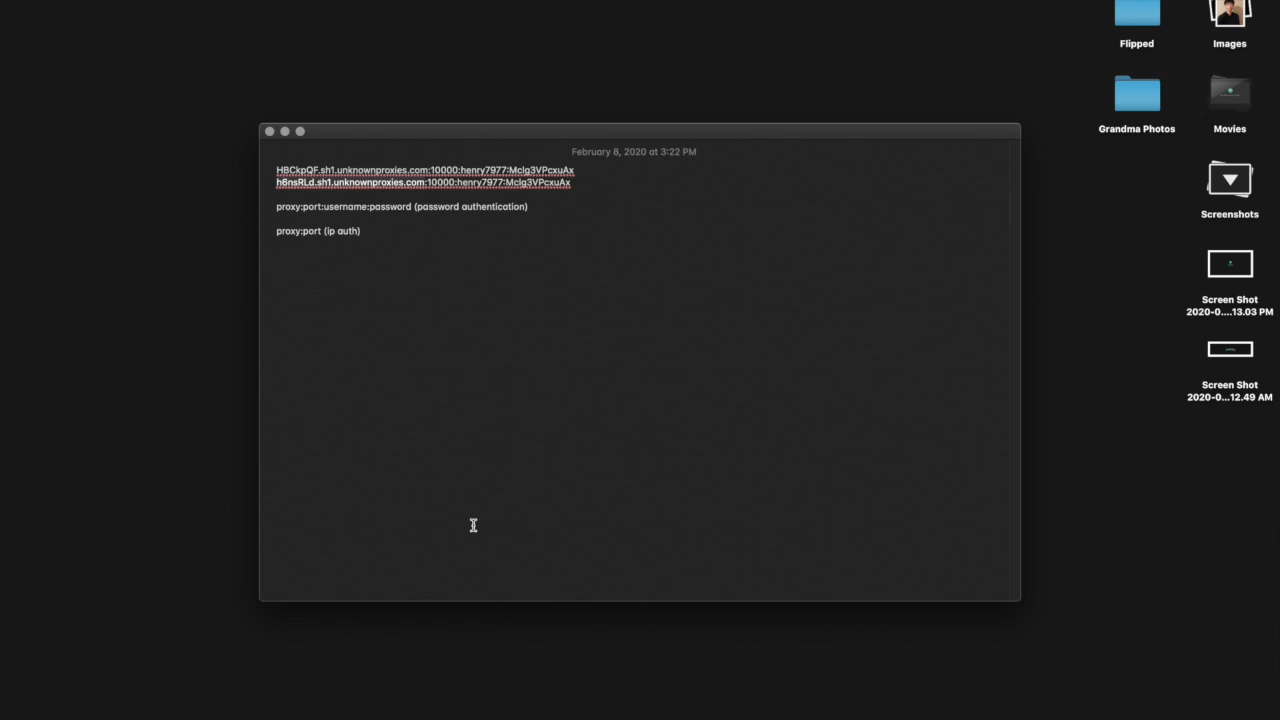 February 8, 2020 at 3:22 PM
HBCkpQF.sh1.unknownproxies.com:10000:henry7977:Mclg3VPcxuAx
h6nsRLd.sh1.unknownproxies.com:10000:henry7977:Mclg3VPcxuAx
proxy:port:username:password (password authentication)
proxy:port (ip auth)
Flipped
Images
Grandma Photos
Movies
Screenshots
Screen Shot
2020-0....13.03 PM
Screen Shot
2020-0...12.49 AM